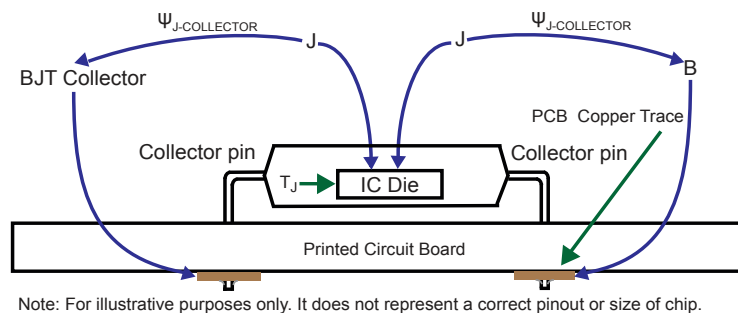 ΨJ-COLLECTOR
ΨJ-COLLECTOR
J
J
B
BJT Collector
PCB Copper Trace
Collector pin
Collector pin
TJ
IC Die
Printed Circuit Board
Note: For illustrative purposes only. It does not represent a correct pinout or size of chip.